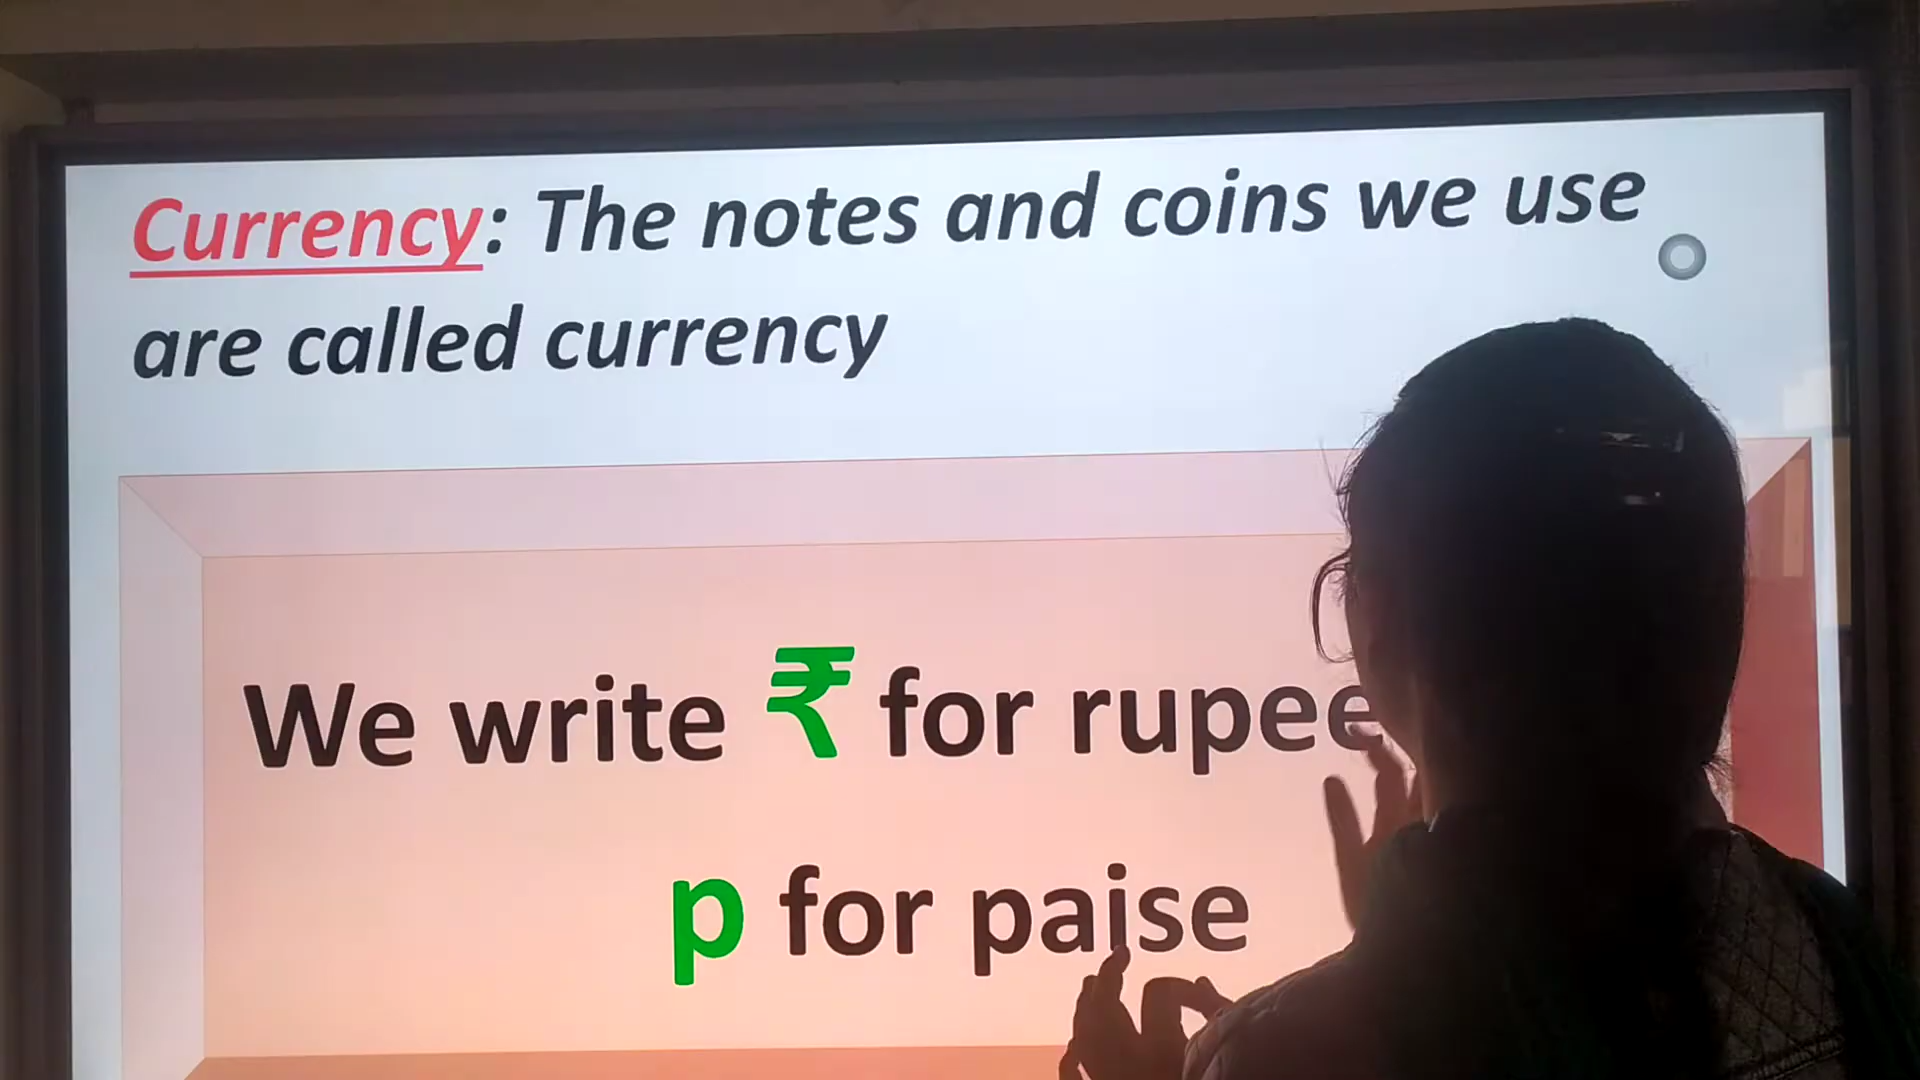 Currency: The notes and coins we use
are called currency
We write ₹ for rupee
p for paise